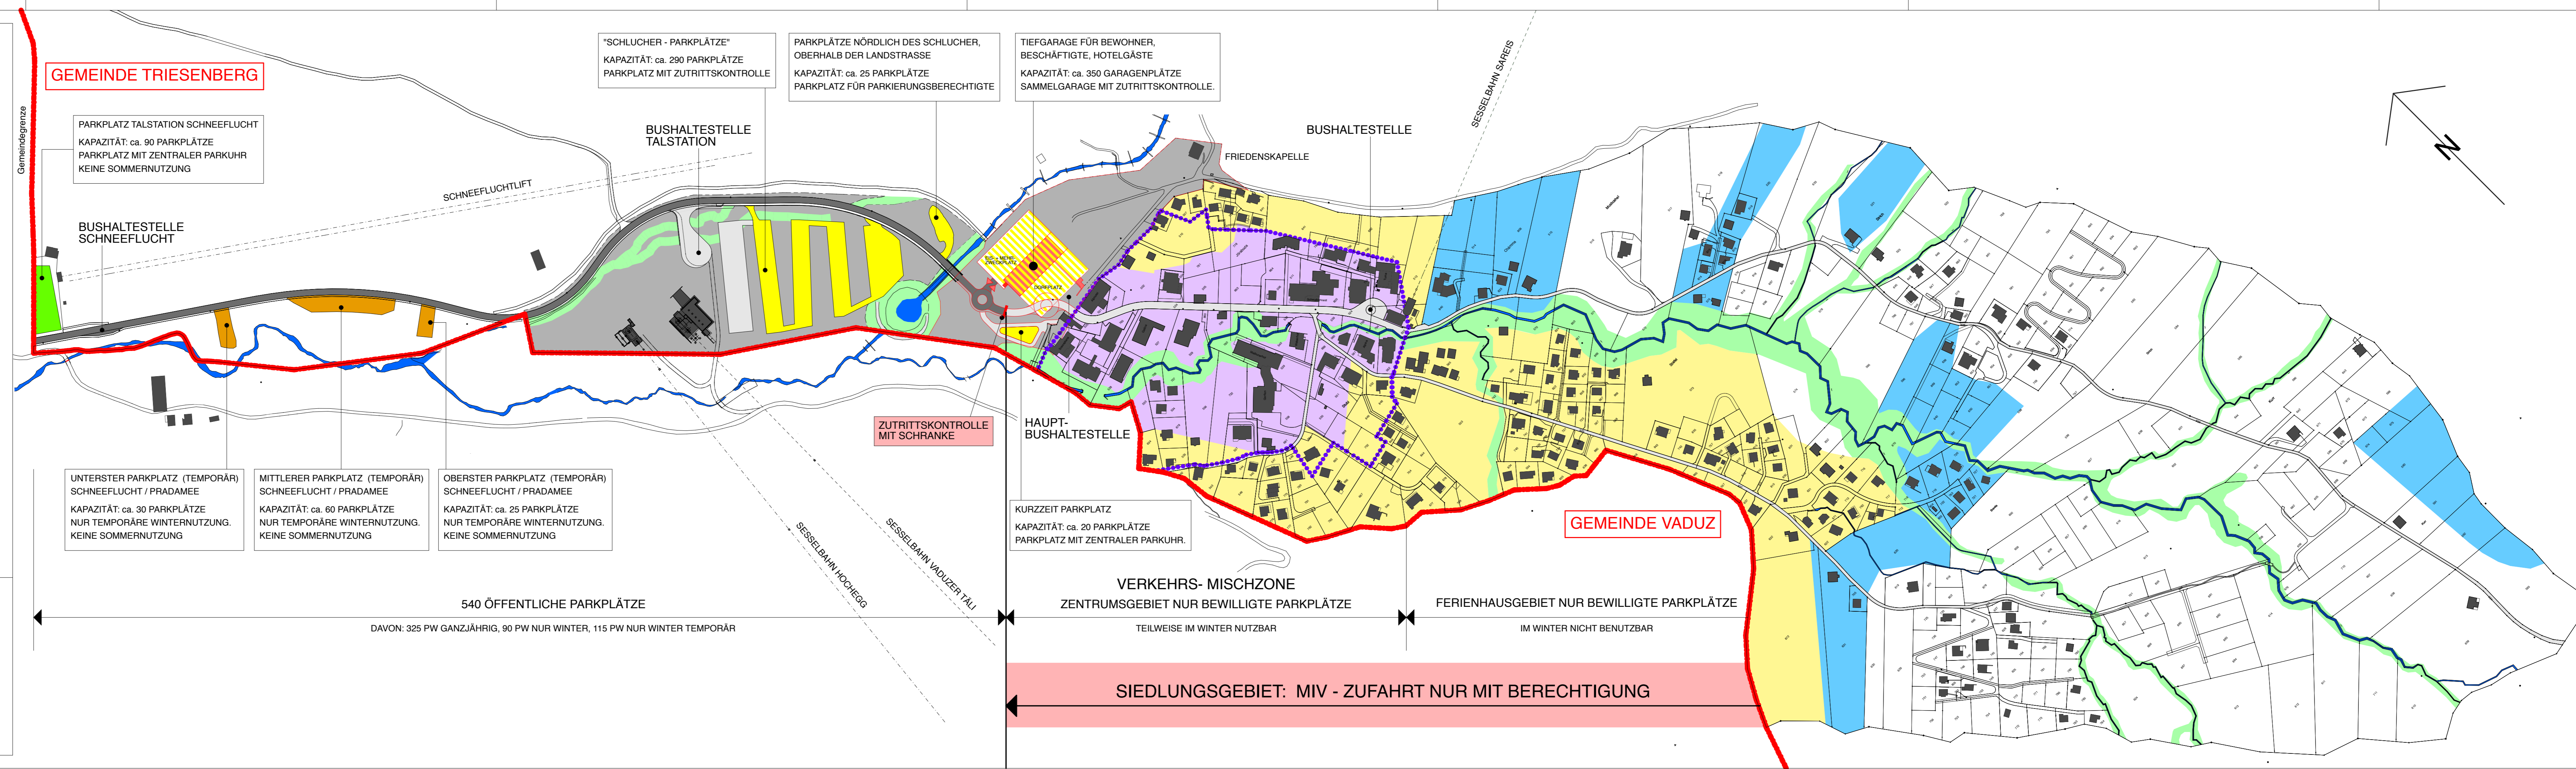 GEMEINDE TRIESENBERG
Gemeindegrenze
PARKPLATZ TALSTATION SCHNEEFLUCHT
KAPAZITÄT: ca. 90 PARKPLÄTZE
PARKPLATZ MIT ZENTRALER PARKUHR
KEINE SOMMERNUTZUNG
BUSHALTESTELLE
SCHNEEFLUCHT
SCHNEEFLUCHTLIFT
"SCHLUCHER - PARKPLÄTZE"
KAPAZITÄT: ca. 290 PARKPLÄTZE
PARKPLATZ MIT ZUTRITTSKONTROLLE
BUSHALTESTELLE
TALSTATION
PARKPLÄTZE NÖRDLICH DES SCHLUCHER,
OBERHALB DER LANDSTRASSE
KAPAZITÄT: ca. 25 PARKPLÄTZE
PARKPLATZ FÜR PARKIERUNGSBERECHTIGTE
TIEFGARAGE FÜR BEWOHNER,
BESCHÄFTIGTE, HOTELGÄSTE
KAPAZITÄT: ca. 350 GARAGENPLÄTZE
SAMMELGARAGE MIT ZUTRITTSKONTROLLE.
FRIEDENSKAPELLE
BUSHALTESTELLE
SESSELBAHN SAREIS
N
EIS- + MEHR-
ZWECKPLATZ
DORFPLATZ
ZUTRITTSKONTROLLE
MIT SCHRANKE
HAUPT-
BUSHALTESTELLE
UNTERSTER PARKPLATZ (TEMPORÄR)
SCHNEEFLUCHT / PRADAMEE
KAPAZITÄT: ca. 30 PARKPLÄTZE
NUR TEMPORÄRE WINTERNUTZUNG.
KEINE SOMMERNUTZUNG
MITTLERER PARKPLATZ (TEMPORÄR)
SCHNEEFLUCHT / PRADAMEE
KAPAZITÄT: ca. 60 PARKPLÄTZE
NUR TEMPORÄRE WINTERNUTZUNG.
KEINE SOMMERNUTZUNG
OBERSTER PARKPLATZ (TEMPORÄR)
SCHNEEFLUCHT / PRADAMEE
KAPAZITÄT: ca. 25 PARKPLÄTZE
NUR TEMPORÄRE WINTERNUTZUNG.
KEINE SOMMERNUTZUNG
SESSELBAHN HOCHEGG
SESSELBAHN VADUZER TÄLI
KURZZEIT PARKPLATZ
KAPAZITÄT: ca. 20 PARKPLÄTZE
PARKPLATZ MIT ZENTRALER PARKUHR.
GEMEINDE VADUZ
540 ÖFFENTLICHE PARKPLÄTZE
DAVON: 325 PW GANZJÄHRIG, 90 PW NUR WINTER, 115 PW NUR WINTER TEMPORÄR
VERKEHRS- MISCHZONE
ZENTRUMSGEBIET NUR BEWILLIGTE PARKPLÄTZE
TEILWEISE IM WINTER NUTZBAR
FERIENHAUSGEBIET NUR BEWILLIGTE PARKPLÄTZE
IM WINTER NICHT BENUTZBAR
SIEDLUNGSGEBIET: MIV - ZUFAHRT NUR MIT BERECHTIGUNG